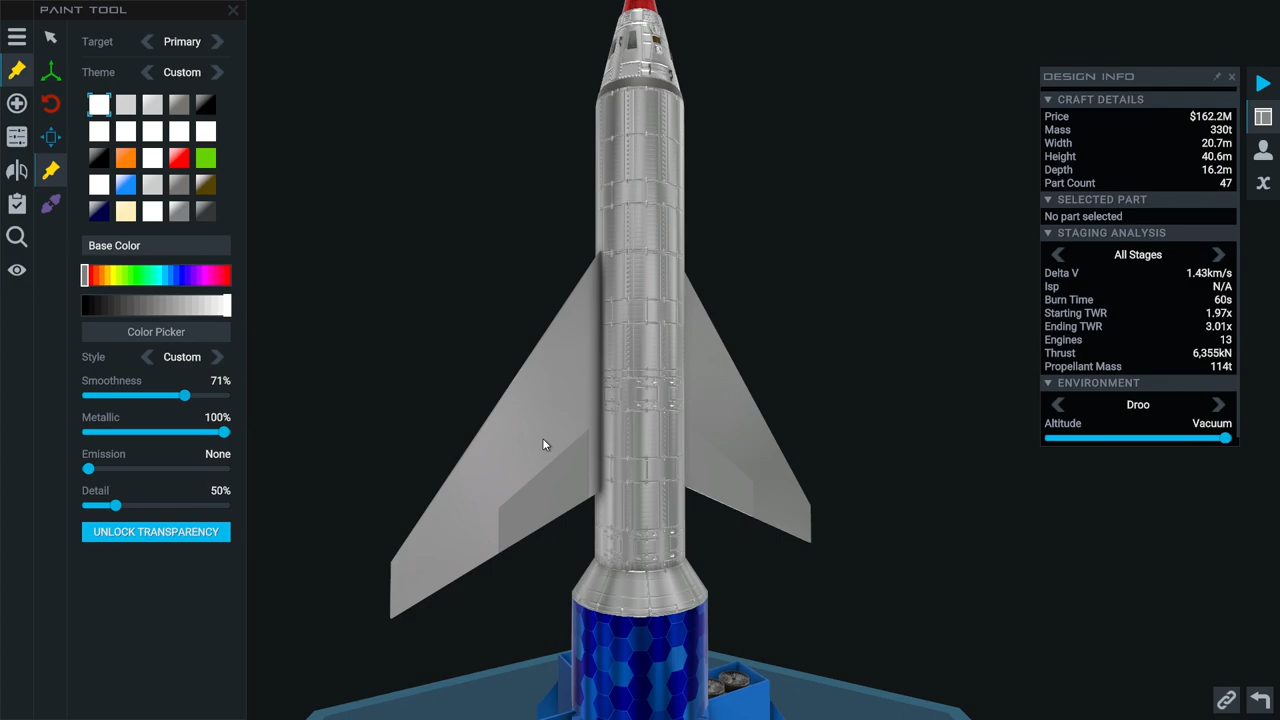 PAINT TOOL
Target Primary
Theme Custom
Base Color
Color Picker
Style Custom
Smoothness 71%
Metallic 100%
Emission None
Detail 50%
UNLOCK TRANSPARENCY
DESIGN INFO
CRAFT DETAILS
Price $162.2M
Mass 330t
Width 20.7m
Height 40.6m
Depth 16.2m
Part Count 47
SELECTED PART
No part selected
STAGING ANALYSIS
All Stages
Delta V 1.43km/s
Isp N/A
Burn Time 60s
Starting TWR 1.97x
Ending TWR 3.01x
Engines 13
Thrust 6,355kN
Propellant Mass 114t
ENVIRONMENT
Droo
Altitude Vacuum